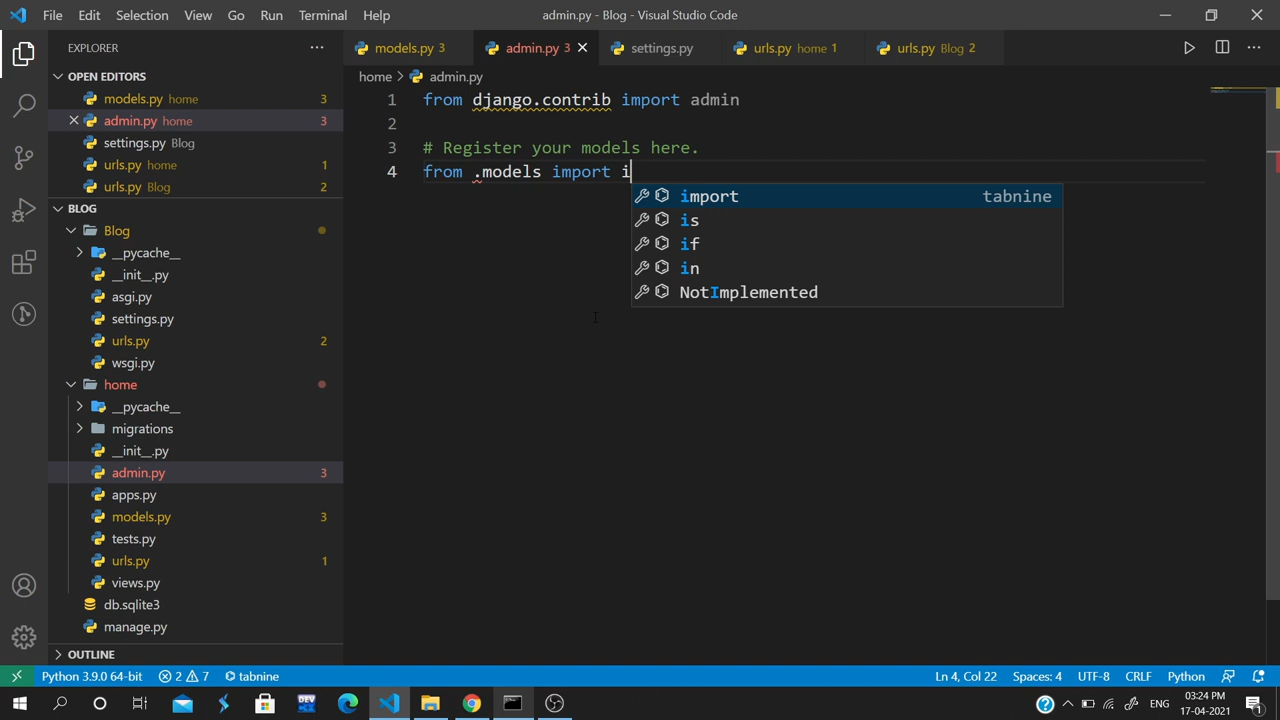 File Edit Selection View Go Run Terminal Help
admin.py - Blog - Visual Studio Code
EXPLORER
OPEN EDITORS
models.py home 3
admin.py home 3
settings.py Blog
urls.py home 1
urls.py Blog 2
BLOG
Blog
__pycache__
__init__.py
asgi.py
settings.py
urls.py 2
wsgi.py
home
__pycache__
migrations
__init__.py
admin.py 3
apps.py
models.py 3
tests.py
urls.py 1
views.py
db.sqlite3
manage.py
OUTLINE
models.py 3 admin.py 3 settings.py urls.py home 1 urls.py Blog 2
home > admin.py
1 from django.contrib import admin
2
3 # Register your models here.
4 from .models import i
import tabnine
is
if
in
NotImplemented
Python 3.9.0 64-bit 2 7 tabnine Ln 4, Col 22 Spaces: 4 UTF-8 CRLF Python
DEV
ENG
03:24 PM
17-04-2021
1